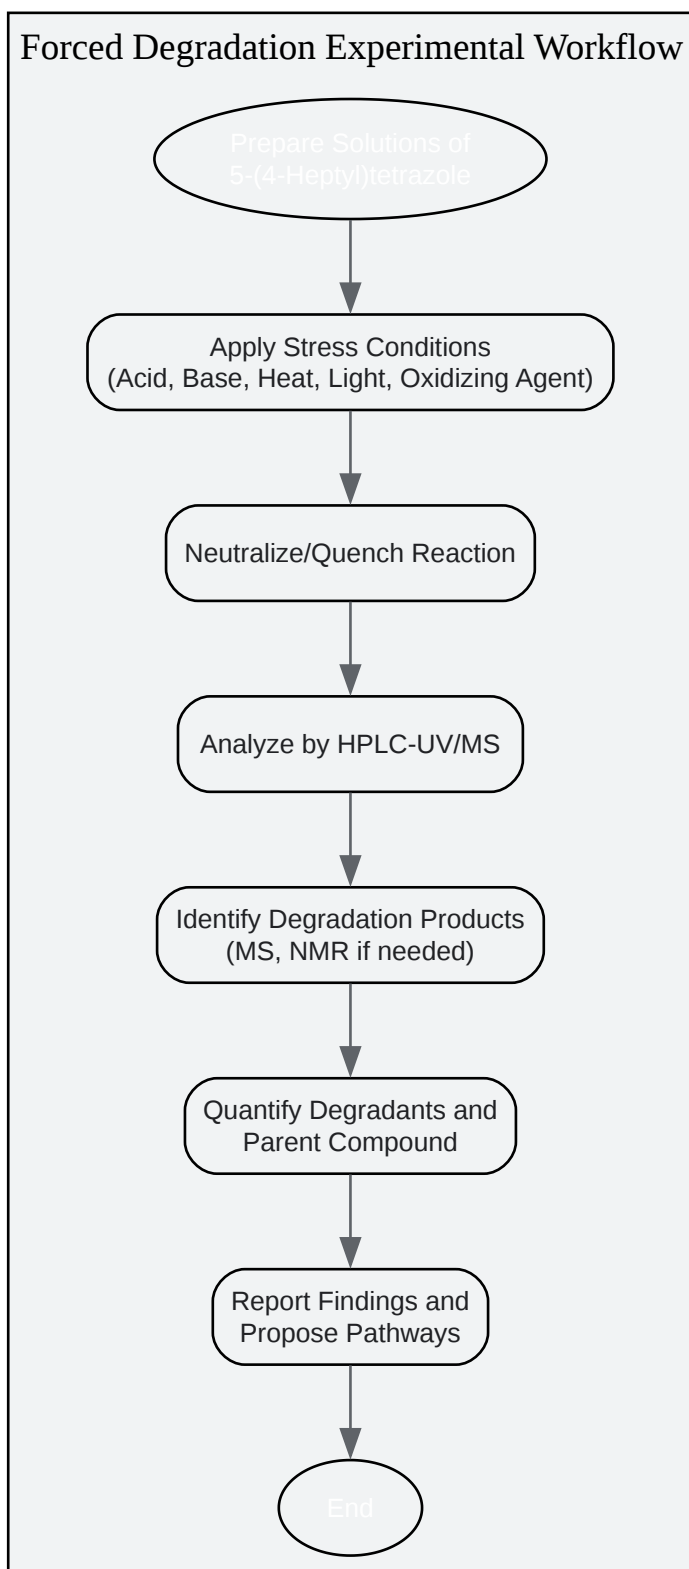 Forced Degradation Experimental Workflow
Prepare Solutions of
5-(4-Heptyl)tetrazole
Apply Stress Conditions
(Acid, Base, Heat, Light, Oxidizing Agent)
Neutralize/Quench Reaction
Analyze by HPLC-UV/MS
Identify Degradation Products
(MS, NMR if needed)
Quantify Degradants and
Parent Compound
Report Findings and
Propose Pathways
End